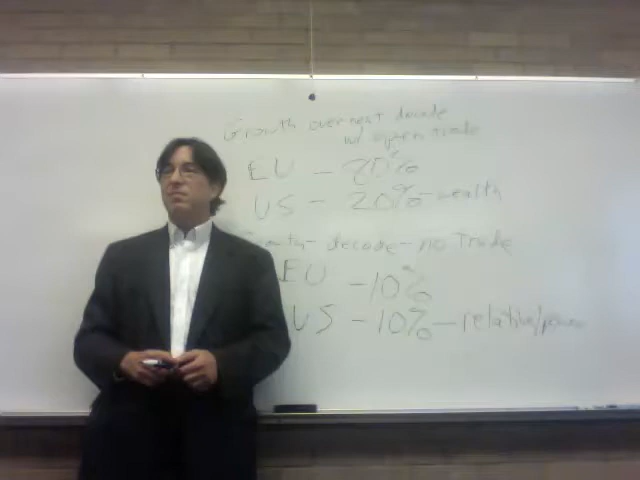 Growth over next decade
w/ open trade
EU - 80%
US - 20% - wealth
- decade - no Trade
EU - 10%
US - 10% - relative/power